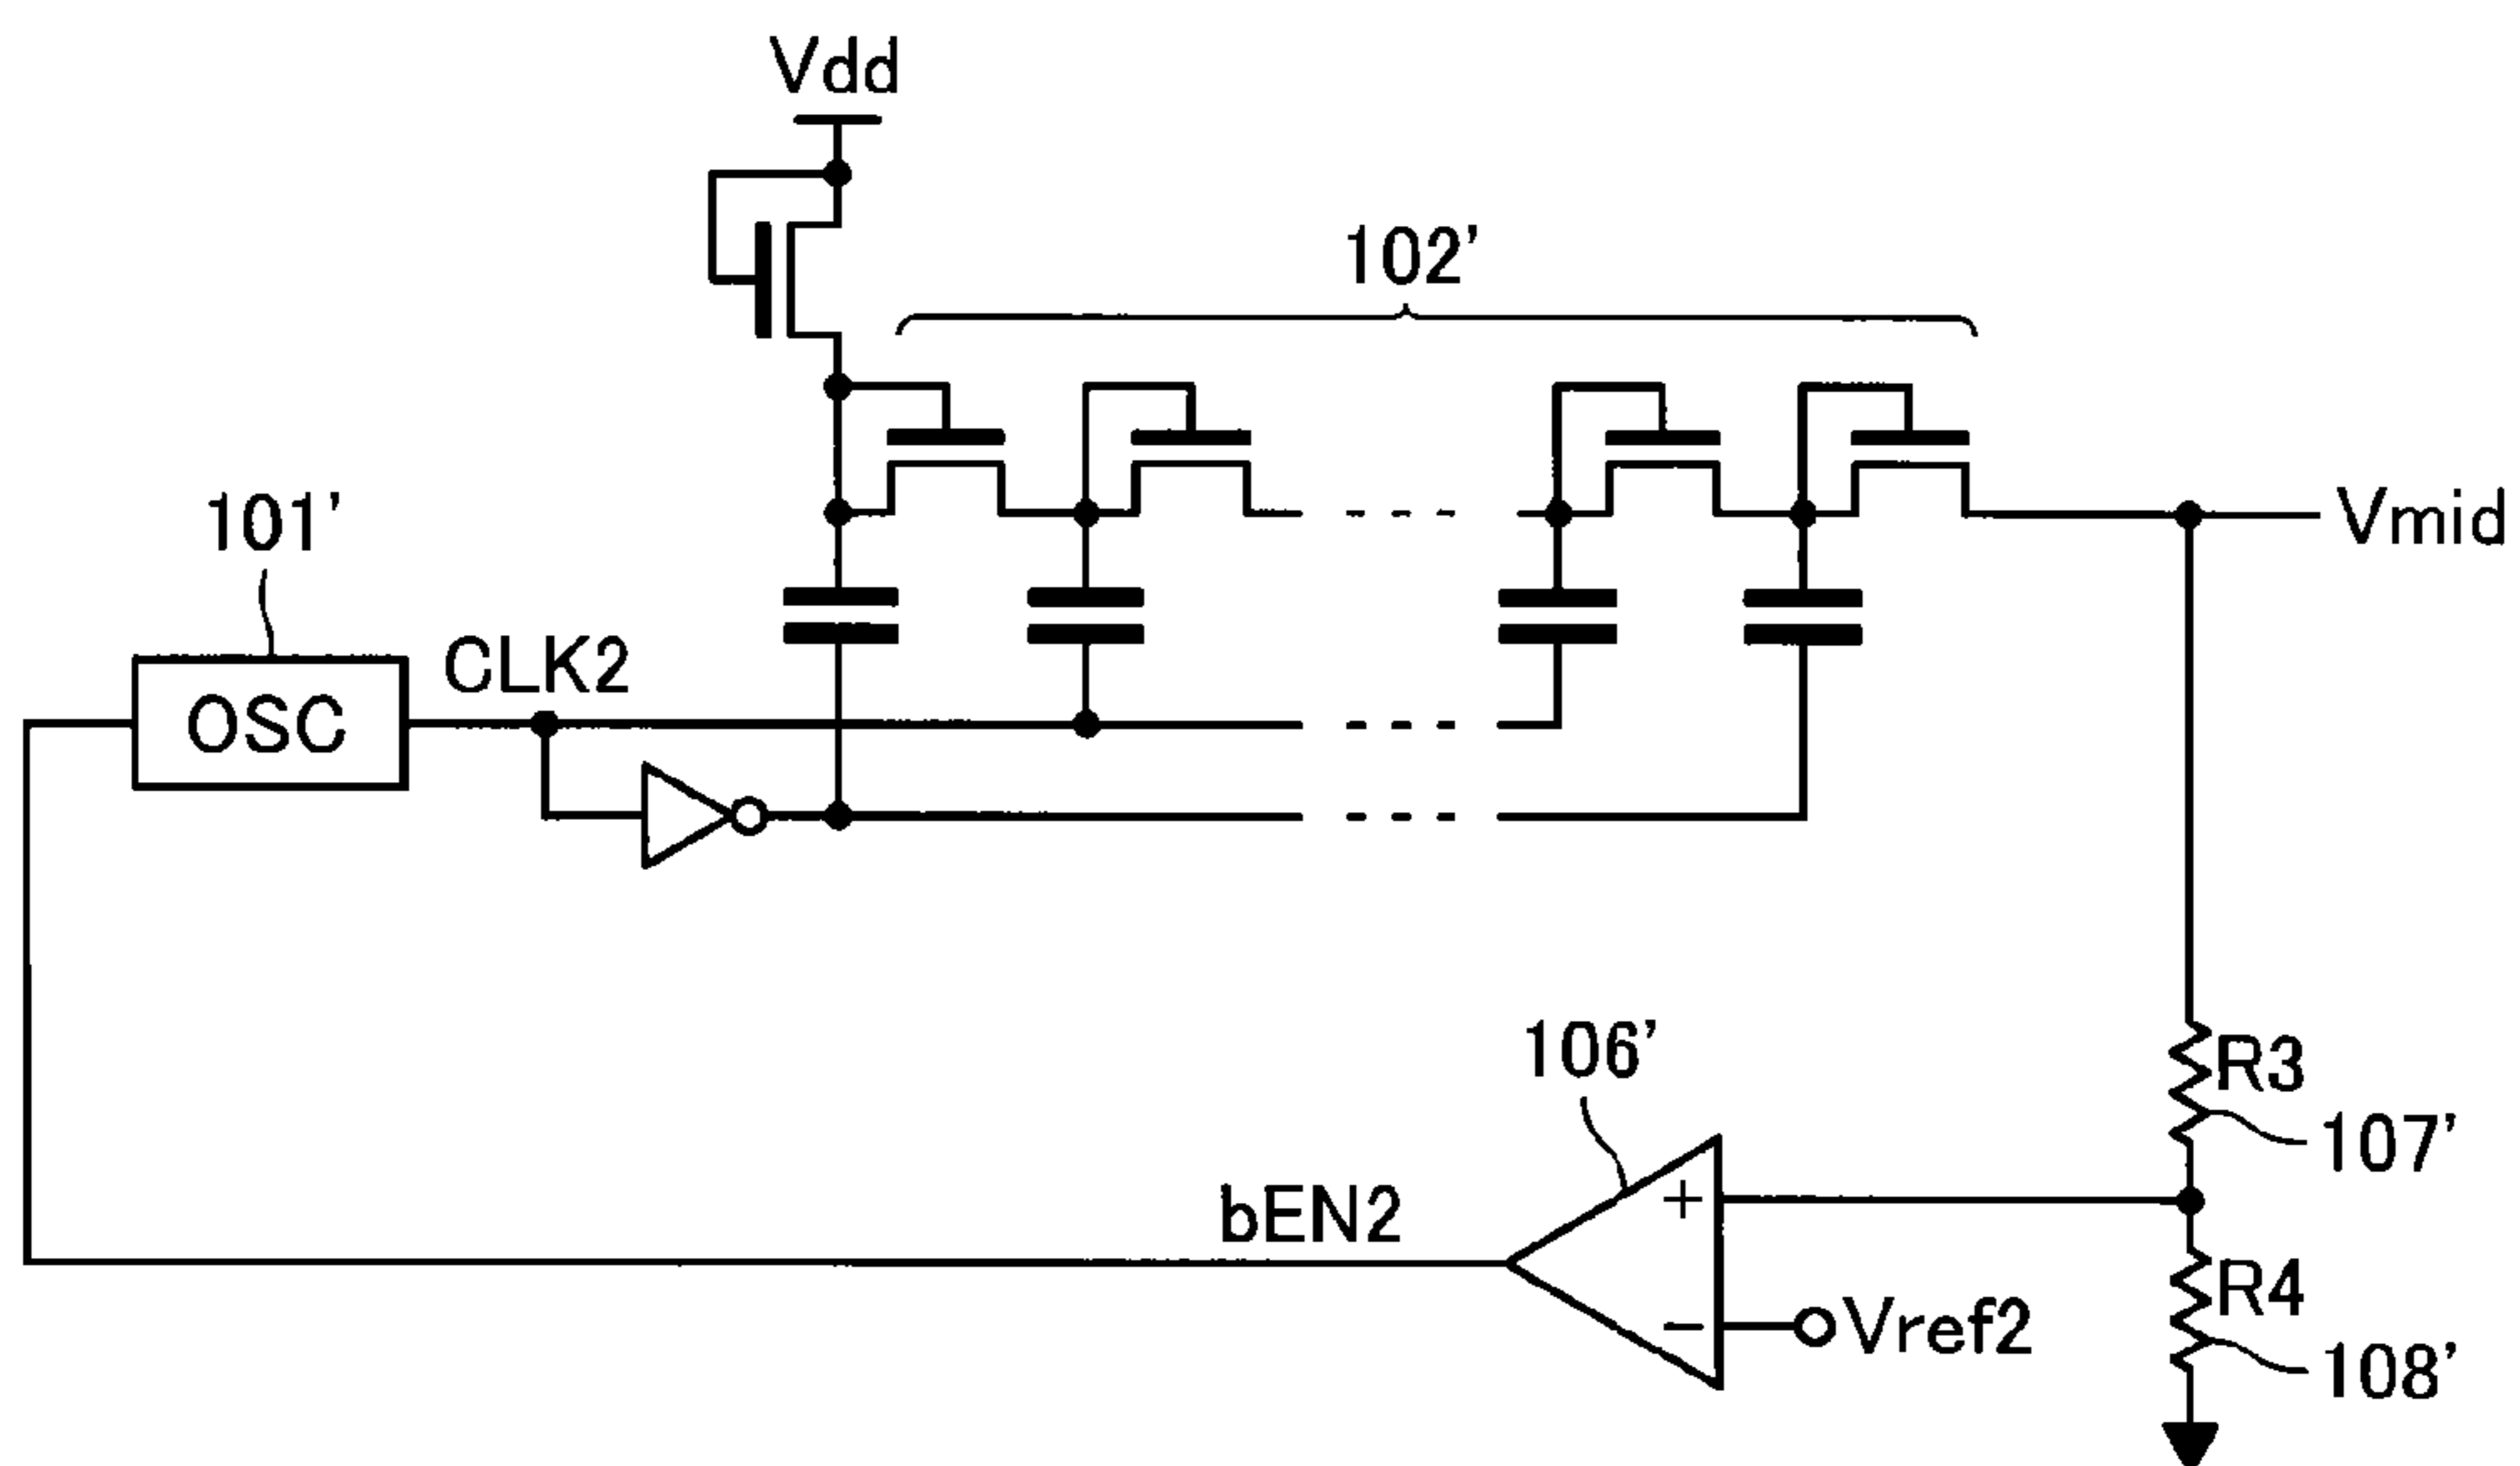 Vdd
102'
101'
Vmid
CLK2
OSC
106'
R3
107'
bEN2
+
R4
−
Vref2
108'